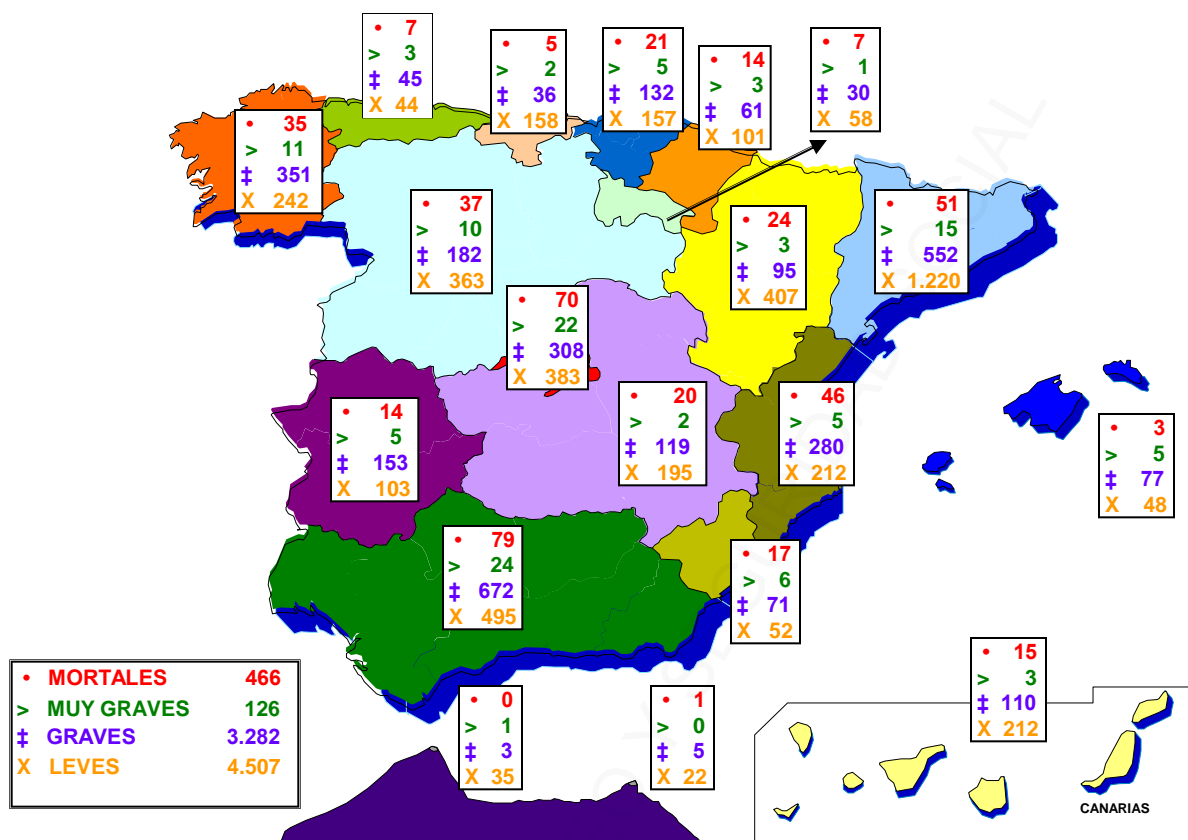 • 7
> 3
‡ 45
X 44
• 5
> 2
‡ 36
X 158
• 21
> 5
‡ 132
X 157
• 14
> 3
‡ 61
X 101
• 7
> 1
‡ 30
X 58
• 35
> 11
‡ 351
X 242
• 37
> 10
‡ 182
X 363
• 24
> 3
‡ 95
X 407
• 51
> 15
‡ 552
X 1.220
• 70
> 22
‡ 308
X 383
• 20
> 2
‡ 119
X 195
• 46
> 5
‡ 280
X 212
• 14
> 5
‡ 153
X 103
• 3
> 5
‡ 77
X 48
• 79
> 24
‡ 672
X 495
• 17
> 6
‡ 71
X 52
• 15
> 3
‡ 110
X 212
• MORTALES 466
> MUY GRAVES 126
‡ GRAVES 3.282
X LEVES 4.507
• 0
> 1
‡ 3
X 35
• 1
> 0
‡ 5
X 22
CANARIAS